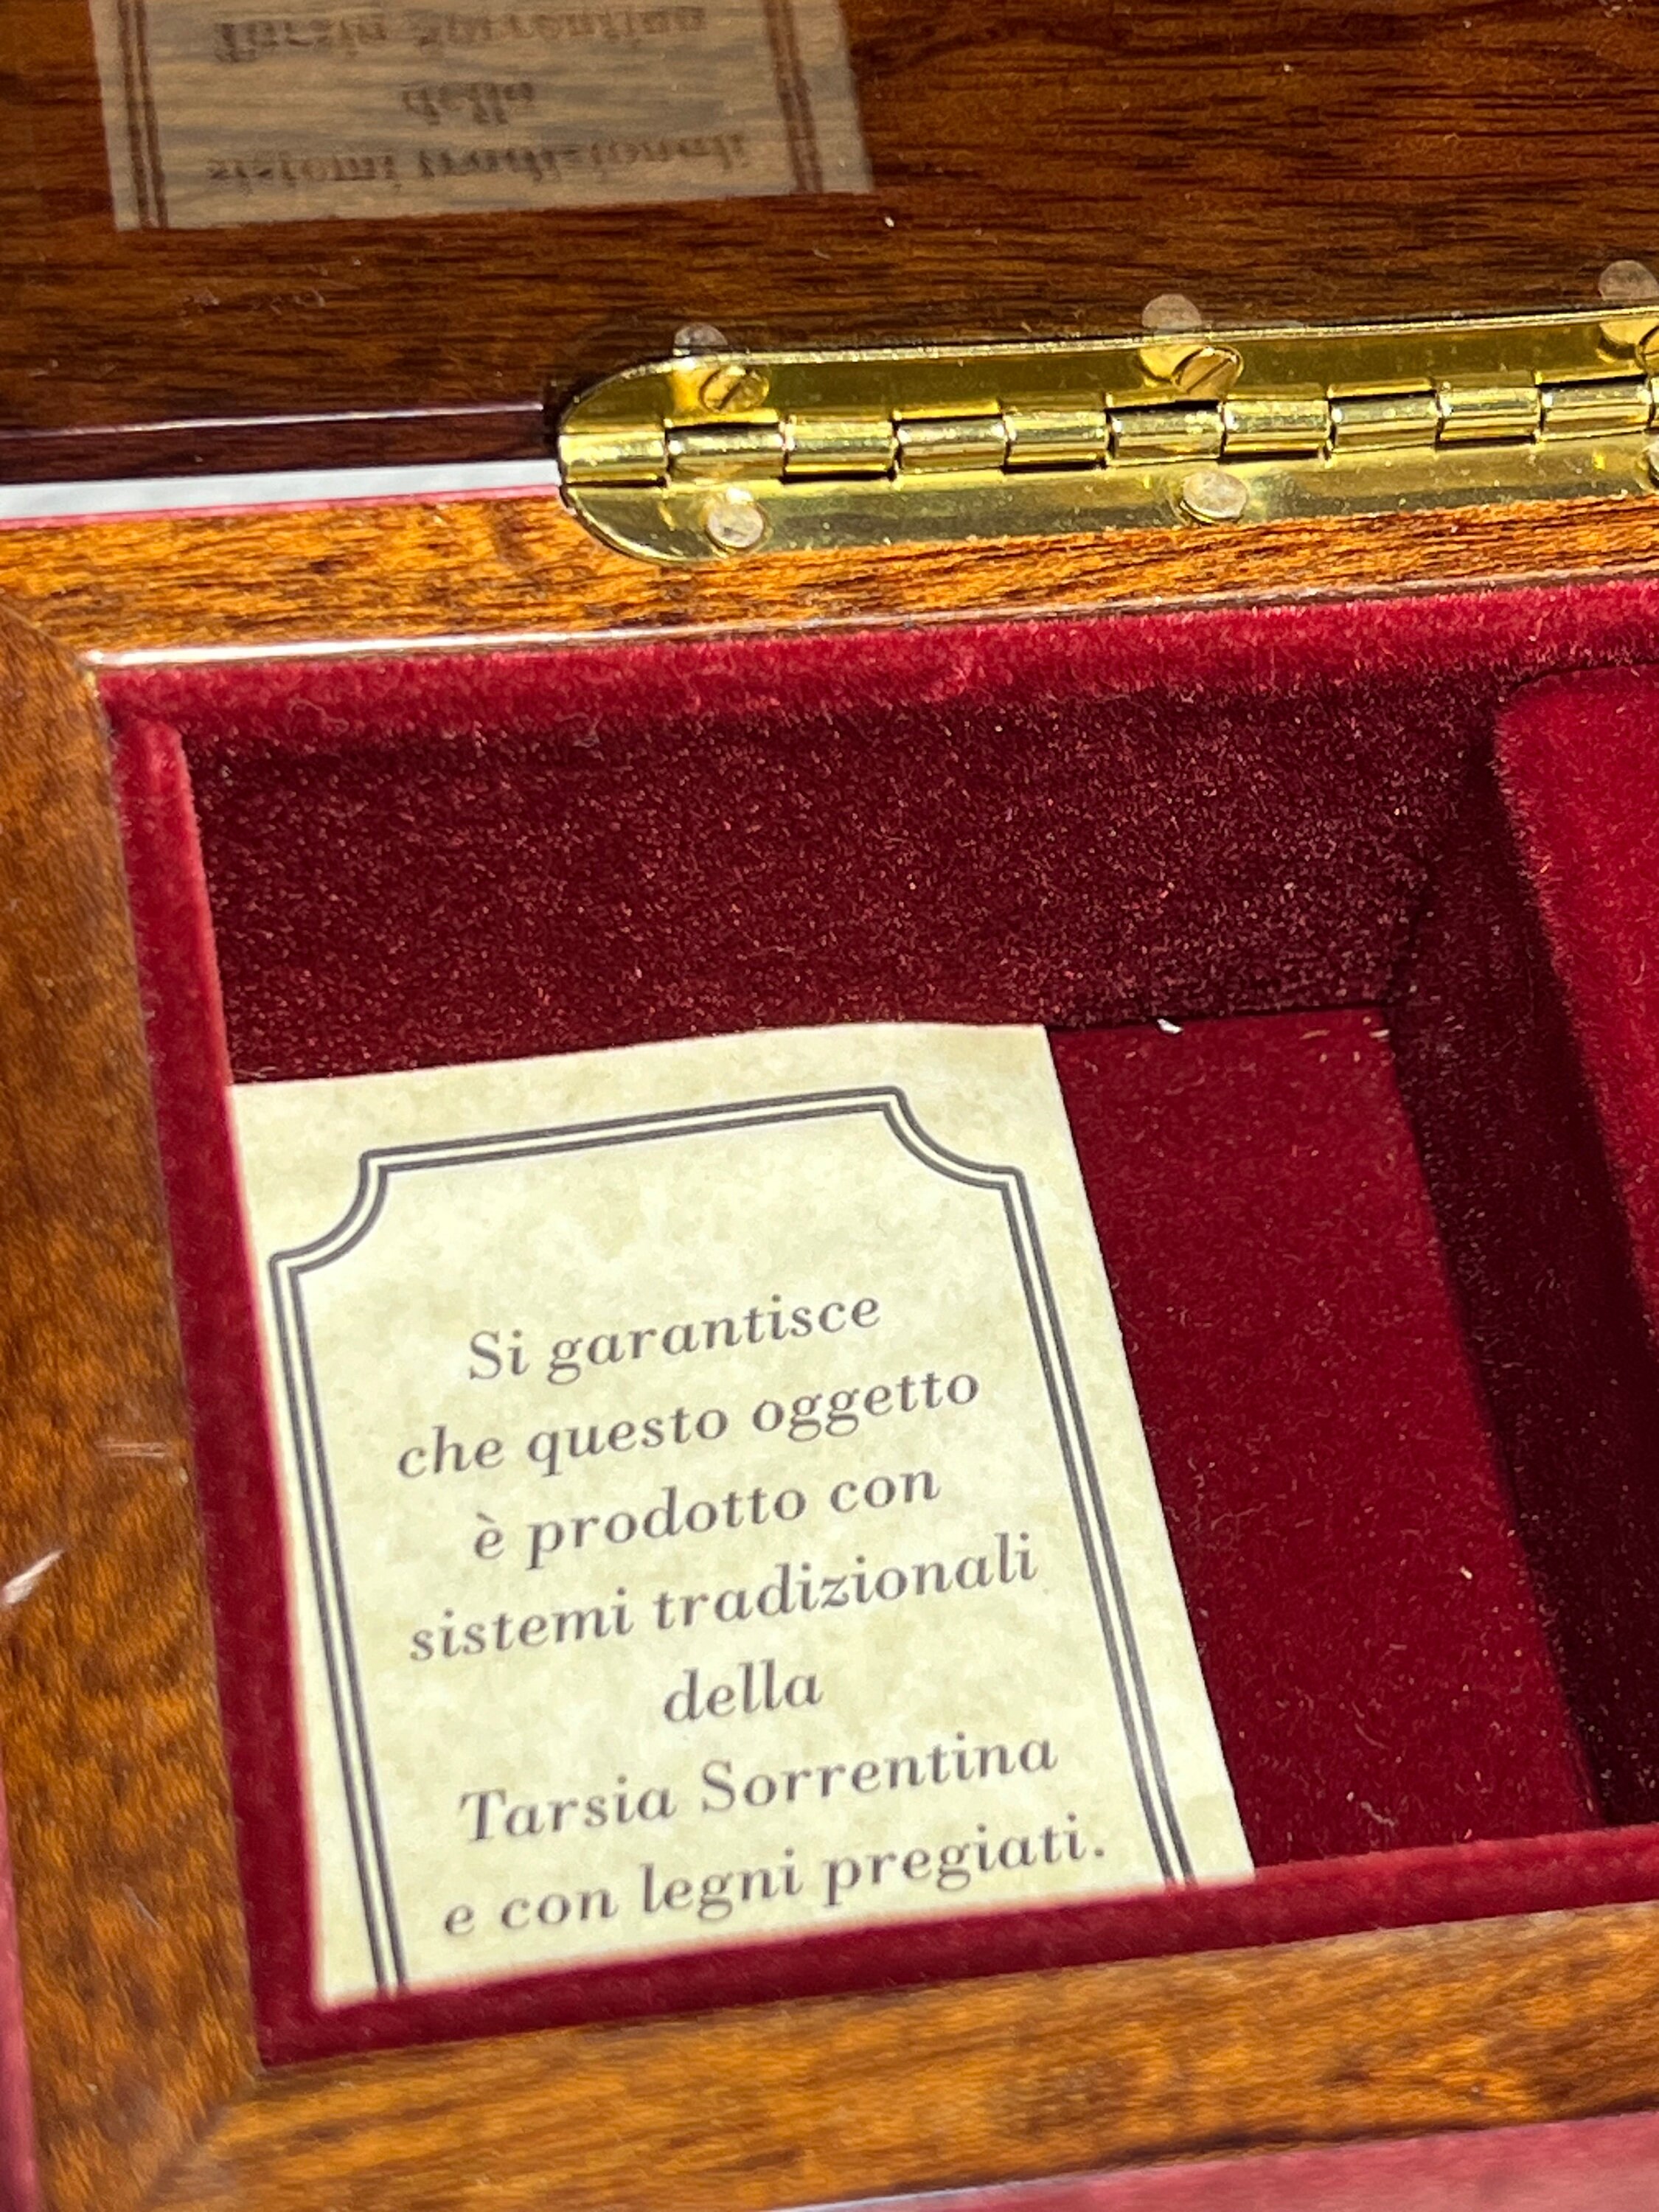 Si garantisce
che questo oggetto
è prodotto con
sistemi tradizionali
della
Tarsia Sorrentina
e con legni pregiati.